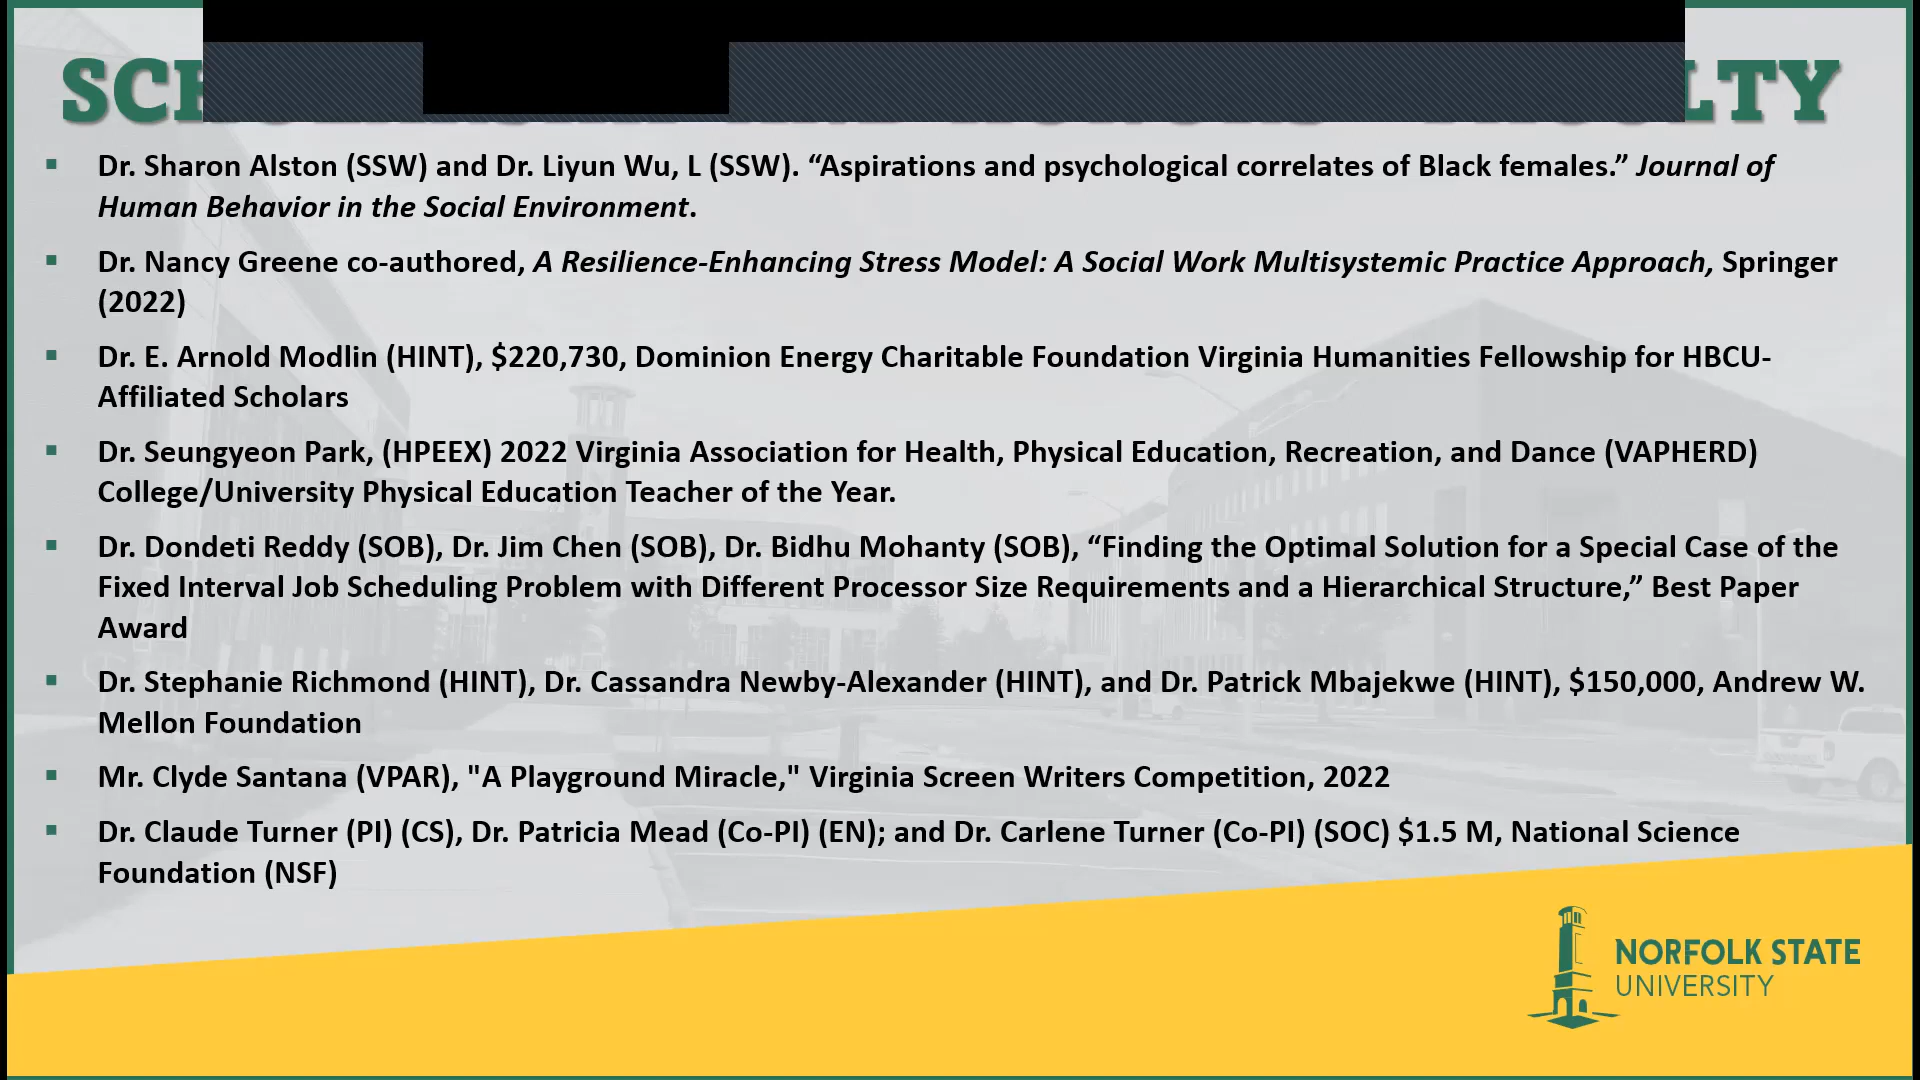 SCH LTY
▪ Dr. Sharon Alston (SSW) and Dr. Liyun Wu, L (SSW). “Aspirations and psychological correlates of Black females.” Journal of
Human Behavior in the Social Environment.
▪ Dr. Nancy Greene co-authored, A Resilience-Enhancing Stress Model: A Social Work Multisystemic Practice Approach, Springer
(2022)
▪ Dr. E. Arnold Modlin (HINT), $220,730, Dominion Energy Charitable Foundation Virginia Humanities Fellowship for HBCU-
Affiliated Scholars
▪ Dr. Seungyeon Park, (HPEEX) 2022 Virginia Association for Health, Physical Education, Recreation, and Dance (VAPHERD)
College/University Physical Education Teacher of the Year.
▪ Dr. Dondeti Reddy (SOB), Dr. Jim Chen (SOB), Dr. Bidhu Mohanty (SOB), “Finding the Optimal Solution for a Special Case of the
Fixed Interval Job Scheduling Problem with Different Processor Size Requirements and a Hierarchical Structure,” Best Paper
Award
▪ Dr. Stephanie Richmond (HINT), Dr. Cassandra Newby-Alexander (HINT), and Dr. Patrick Mbajekwe (HINT), $150,000, Andrew W.
Mellon Foundation
▪ Mr. Clyde Santana (VPAR), "A Playground Miracle," Virginia Screen Writers Competition, 2022
▪ Dr. Claude Turner (PI) (CS), Dr. Patricia Mead (Co-PI) (EN); and Dr. Carlene Turner (Co-PI) (SOC) $1.5 M, National Science
Foundation (NSF)
NORFOLK STATE
UNIVERSITY